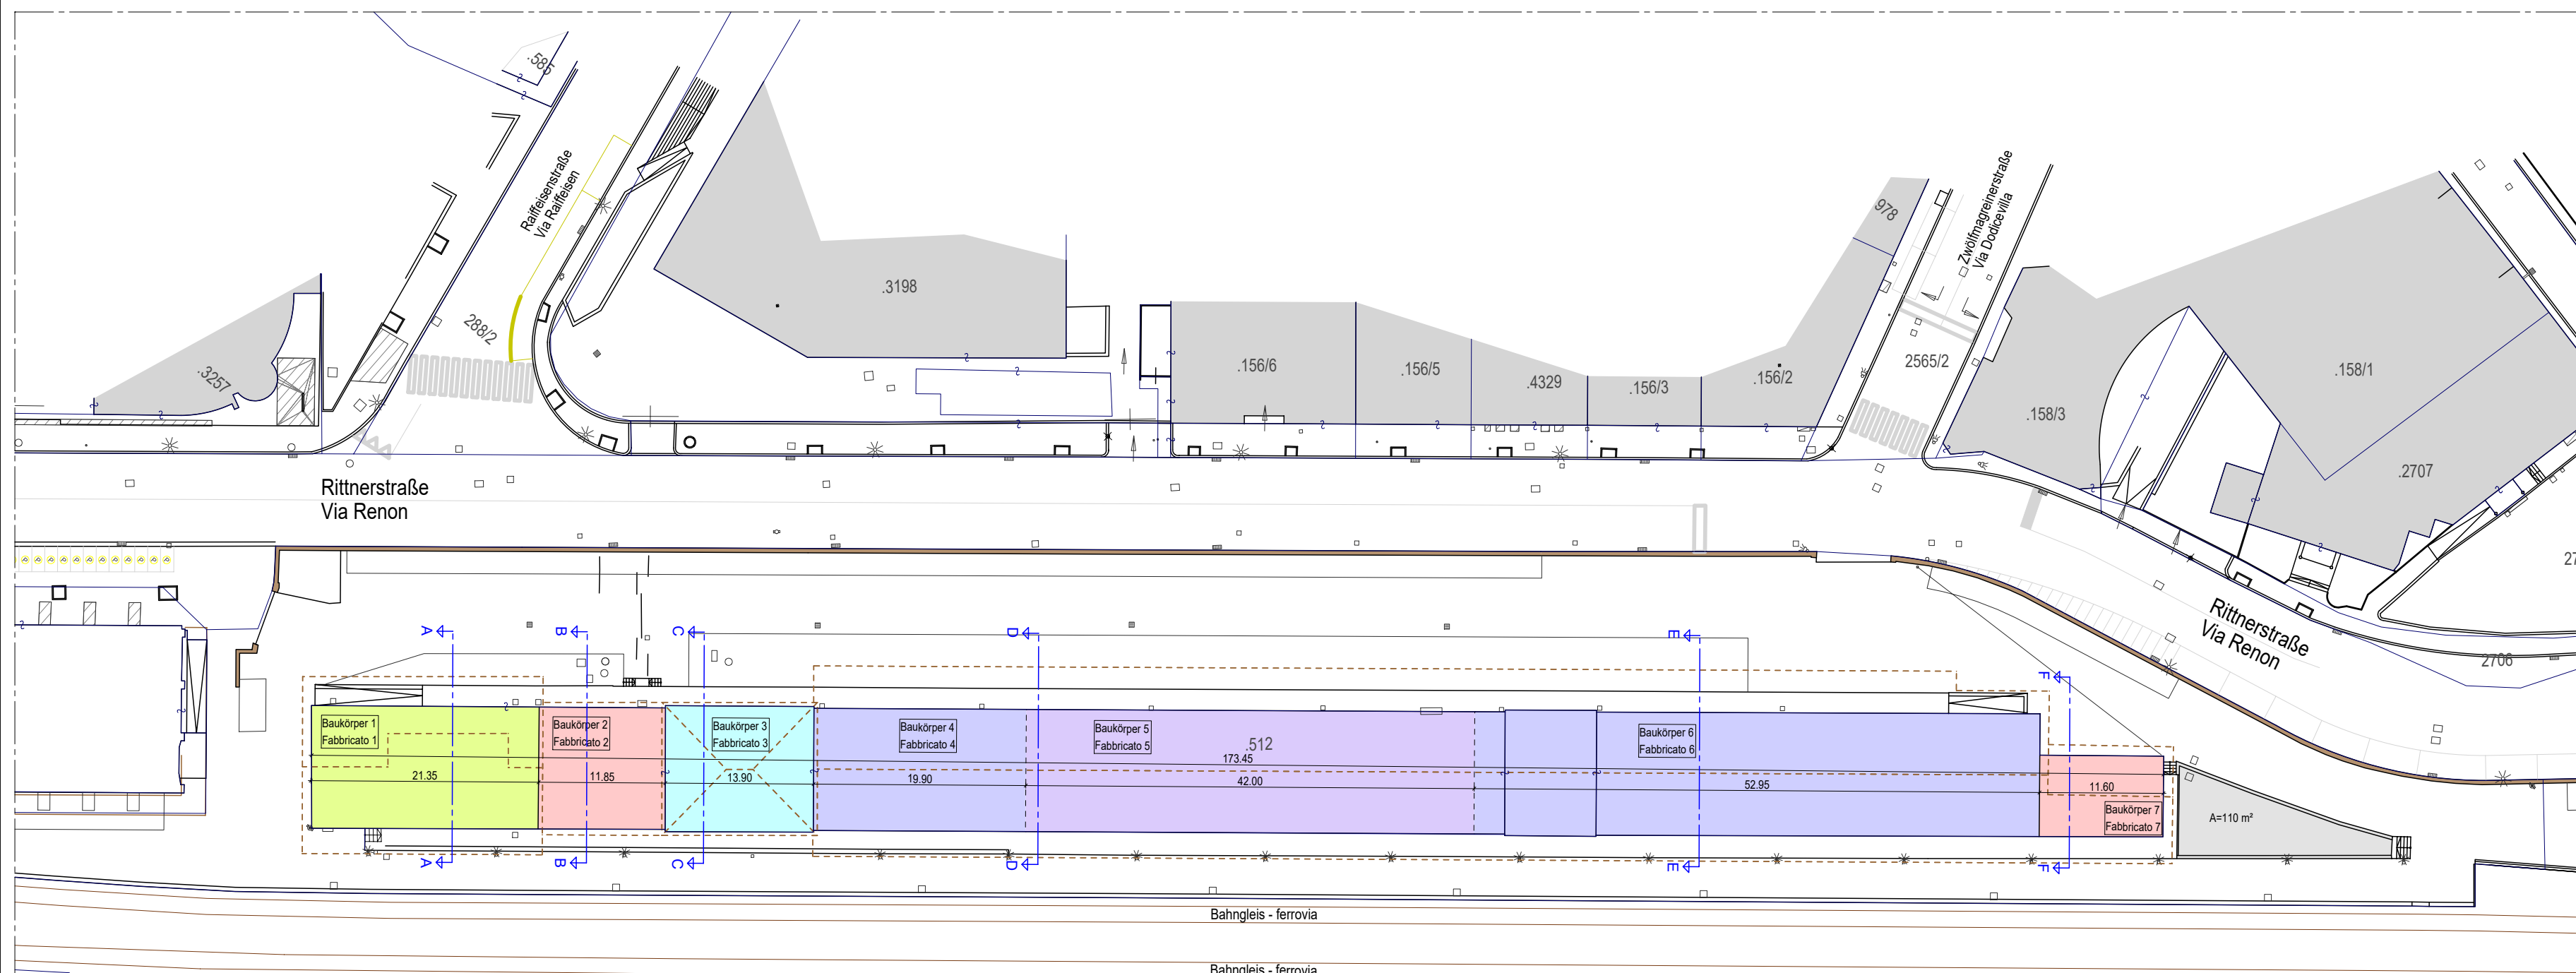 .585
Raiffeisenstraße
Via Raiffeisen
288/2
.3257
.3198
.156/6
.156/5
.4329
.156/3
.156/2
978
Zwölfmagreinerstraße
Via Dodicevilla
2565/2
.158/3
.158/1
.2707
Rittnerstraße
Via Renon
Rittnerstraße
Via Renon
2706
A
B
C
D
E
F
Baukörper 1
Fabbricato 1
Baukörper 2
Fabbricato 2
Baukörper 3
Fabbricato 3
Baukörper 4
Fabbricato 4
Baukörper 5
Fabbricato 5
.512
Baukörper 6
Fabbricato 6
173.45
21.35
11.85
13.90
19.90
42.00
52.95
11.60
Baukörper 7
Fabbricato 7
A=110 m²
A
B
C
D
E
F
Bahngleis - ferrovia
Bahngleis - ferrovia